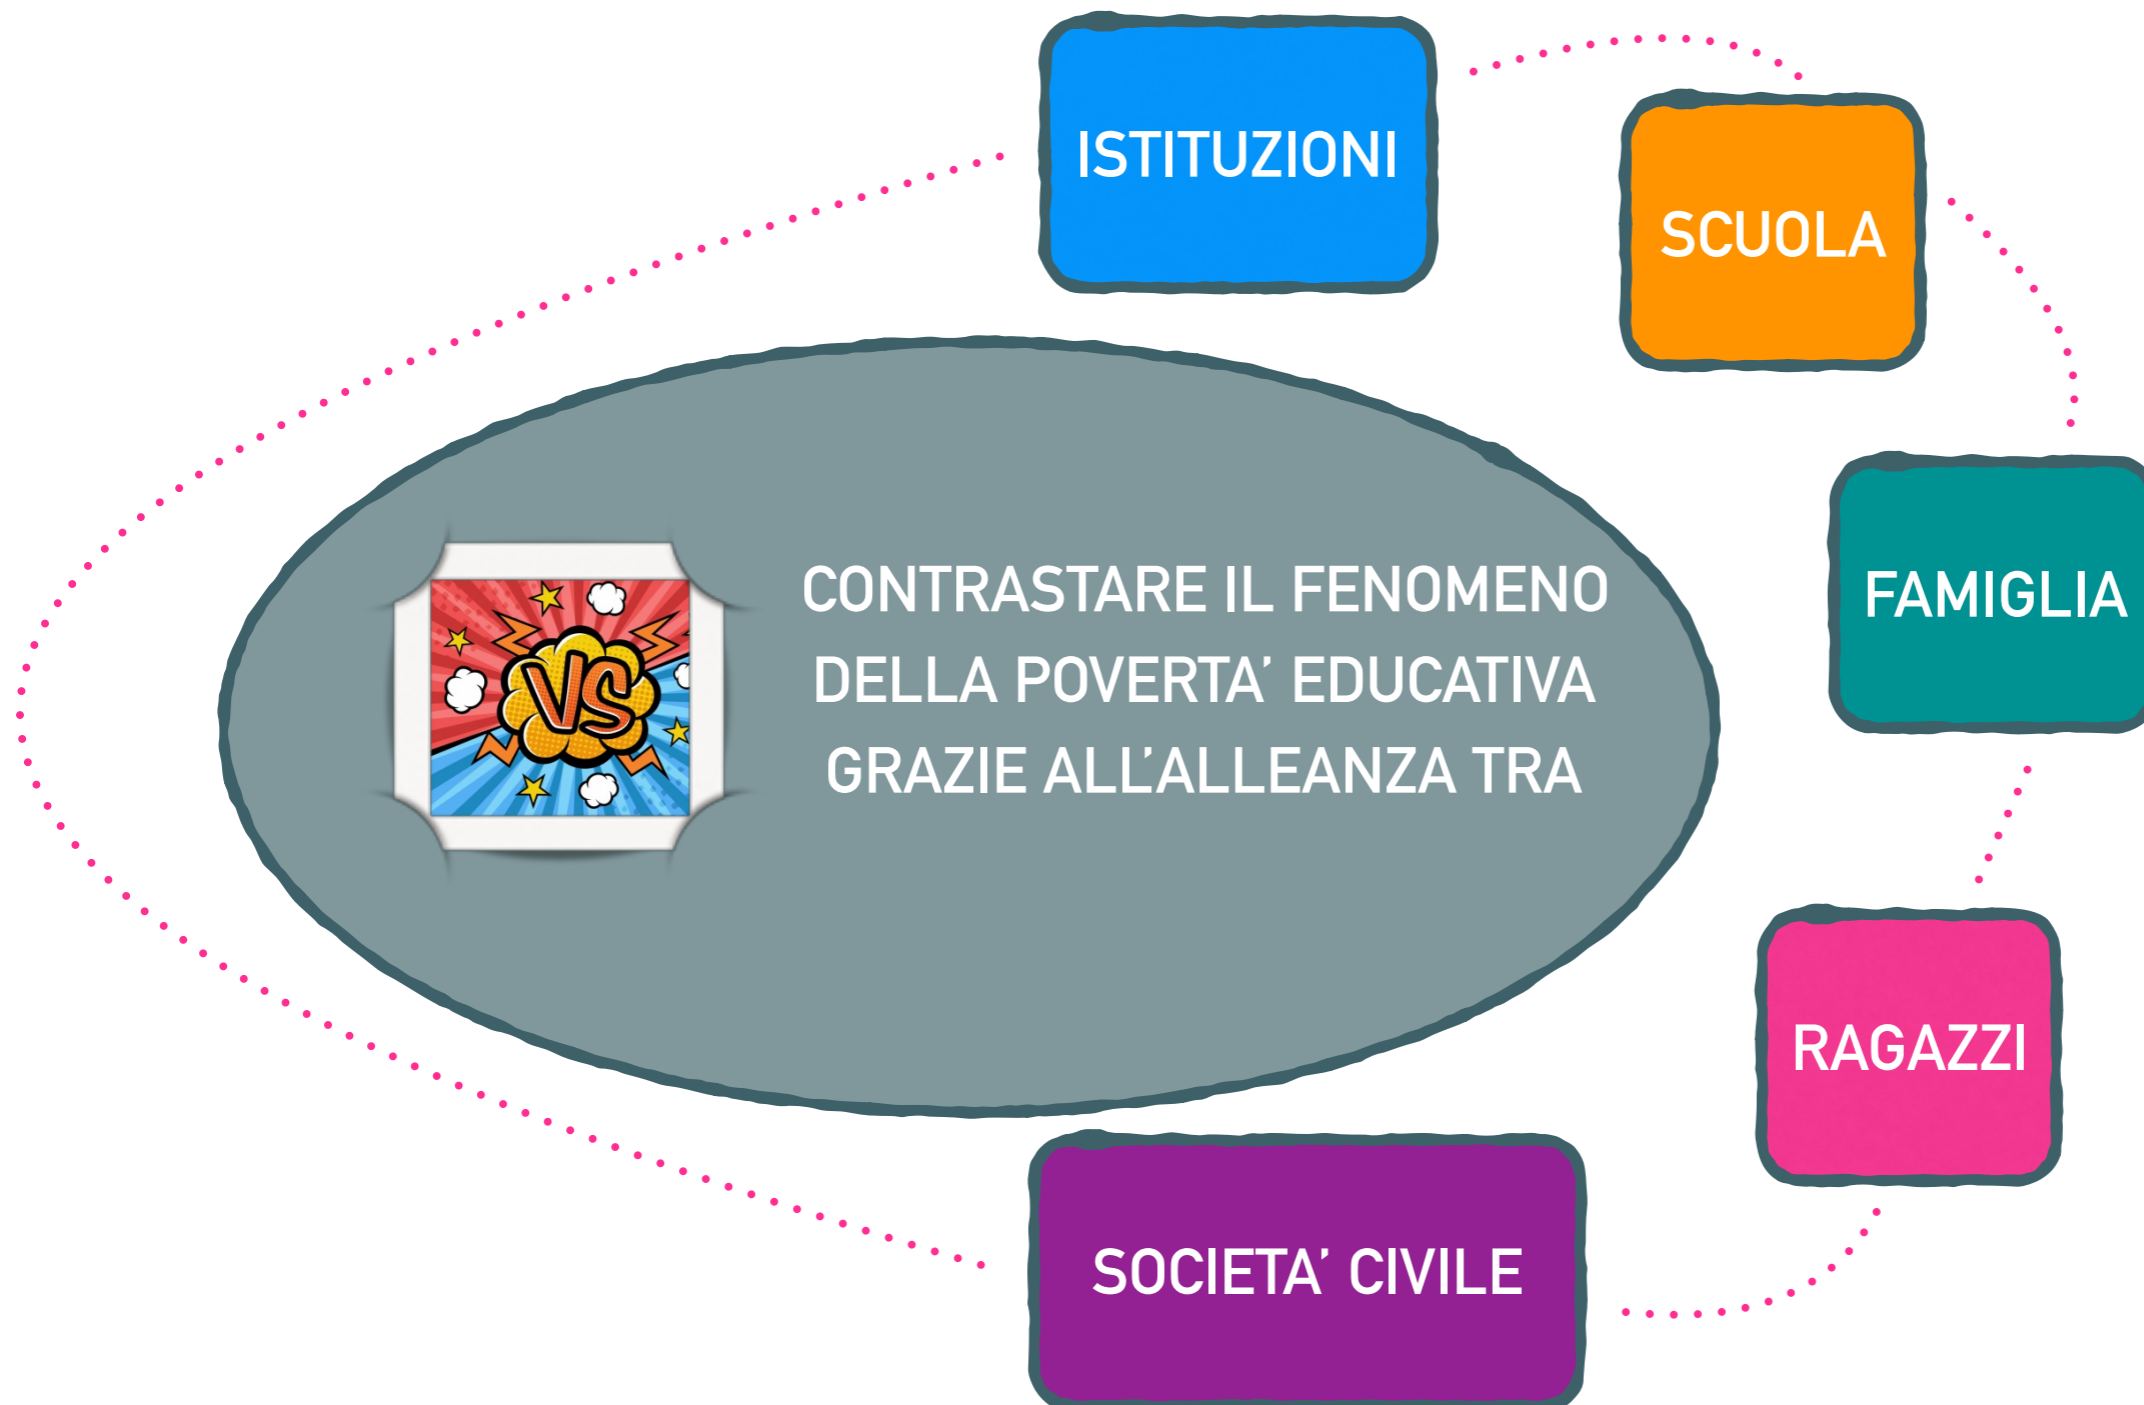 ISTITUZIONI
SCUOLA
FAMIGLIA
VS
CONTRASTARE IL FENOMENO
DELLA POVERTA’ EDUCATIVA
GRAZIE ALL’ALLEANZA TRA
RAGAZZI
SOCIETA’ CIVILE